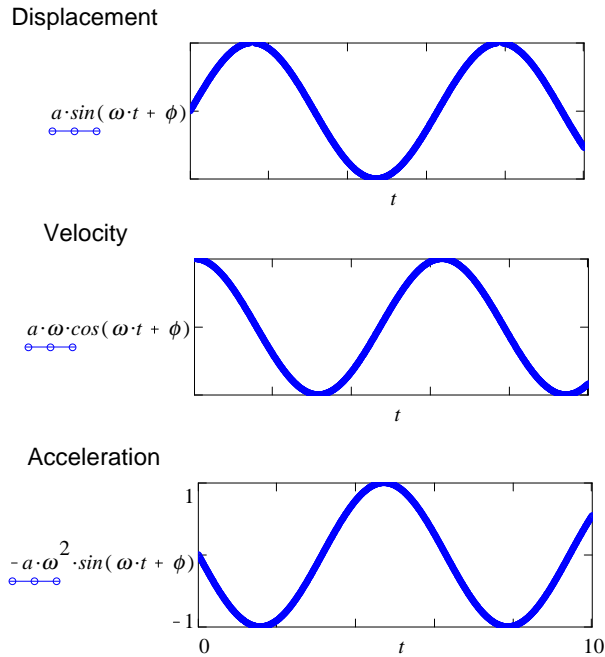 Displacement
a·sin(ω·t + ϕ)
t
Velocity
a·ω·cos(ω·t + ϕ)
t
Acceleration
1
-a·ω²·sin(ω·t + ϕ)
-1
0 t 10